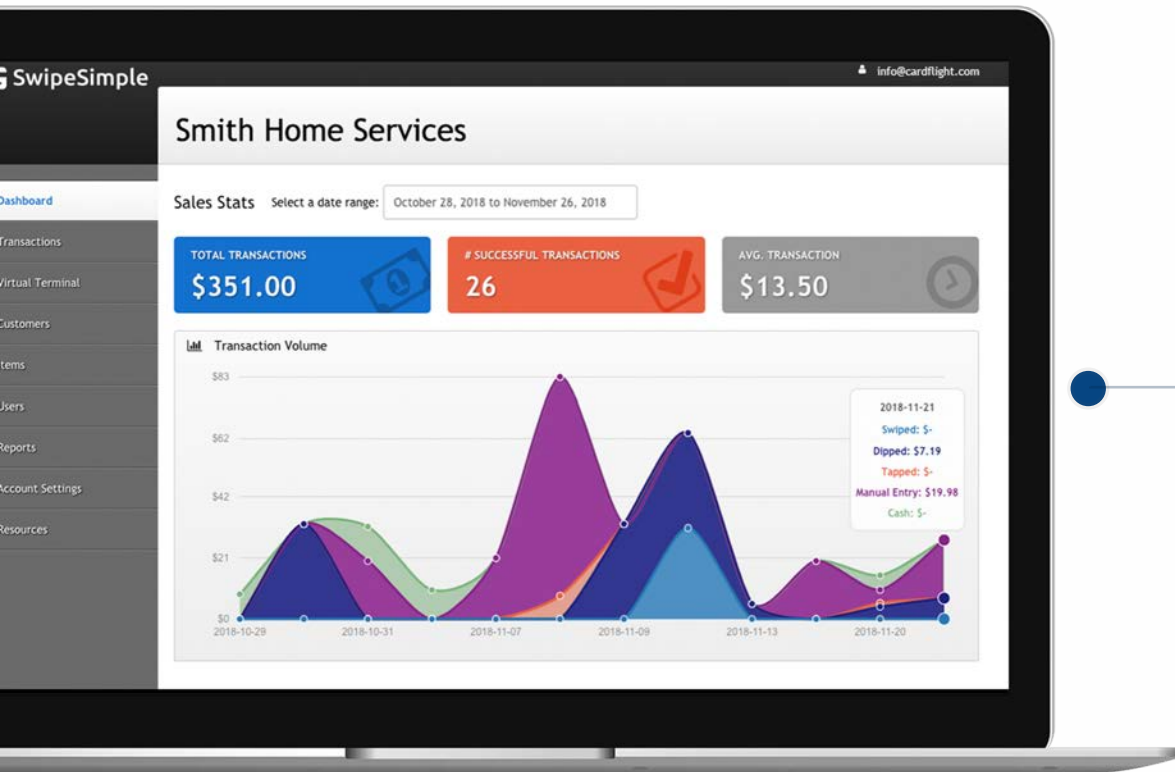 SwipeSimple
info@cardflight.com
Smith Home Services
Dashboard
Transactions
Virtual Terminal
Customers
Items
Users
Reports
Account Settings
Resources
Sales Stats Select a date range: October 28, 2018 to November 26, 2018
TOTAL TRANSACTIONS
$351.00
# SUCCESSFUL TRANSACTIONS
26
AVG. TRANSACTION
$13.50
Transaction Volume
$83
$62
$42
$21
$0
2018-10-29 2018-10-31 2018-11-07 2018-11-09 2018-11-13 2018-11-20
2018-11-21
Swiped: $-
Dipped: $7.19
Tapped: $-
Manual Entry: $19.98
Cash: $-